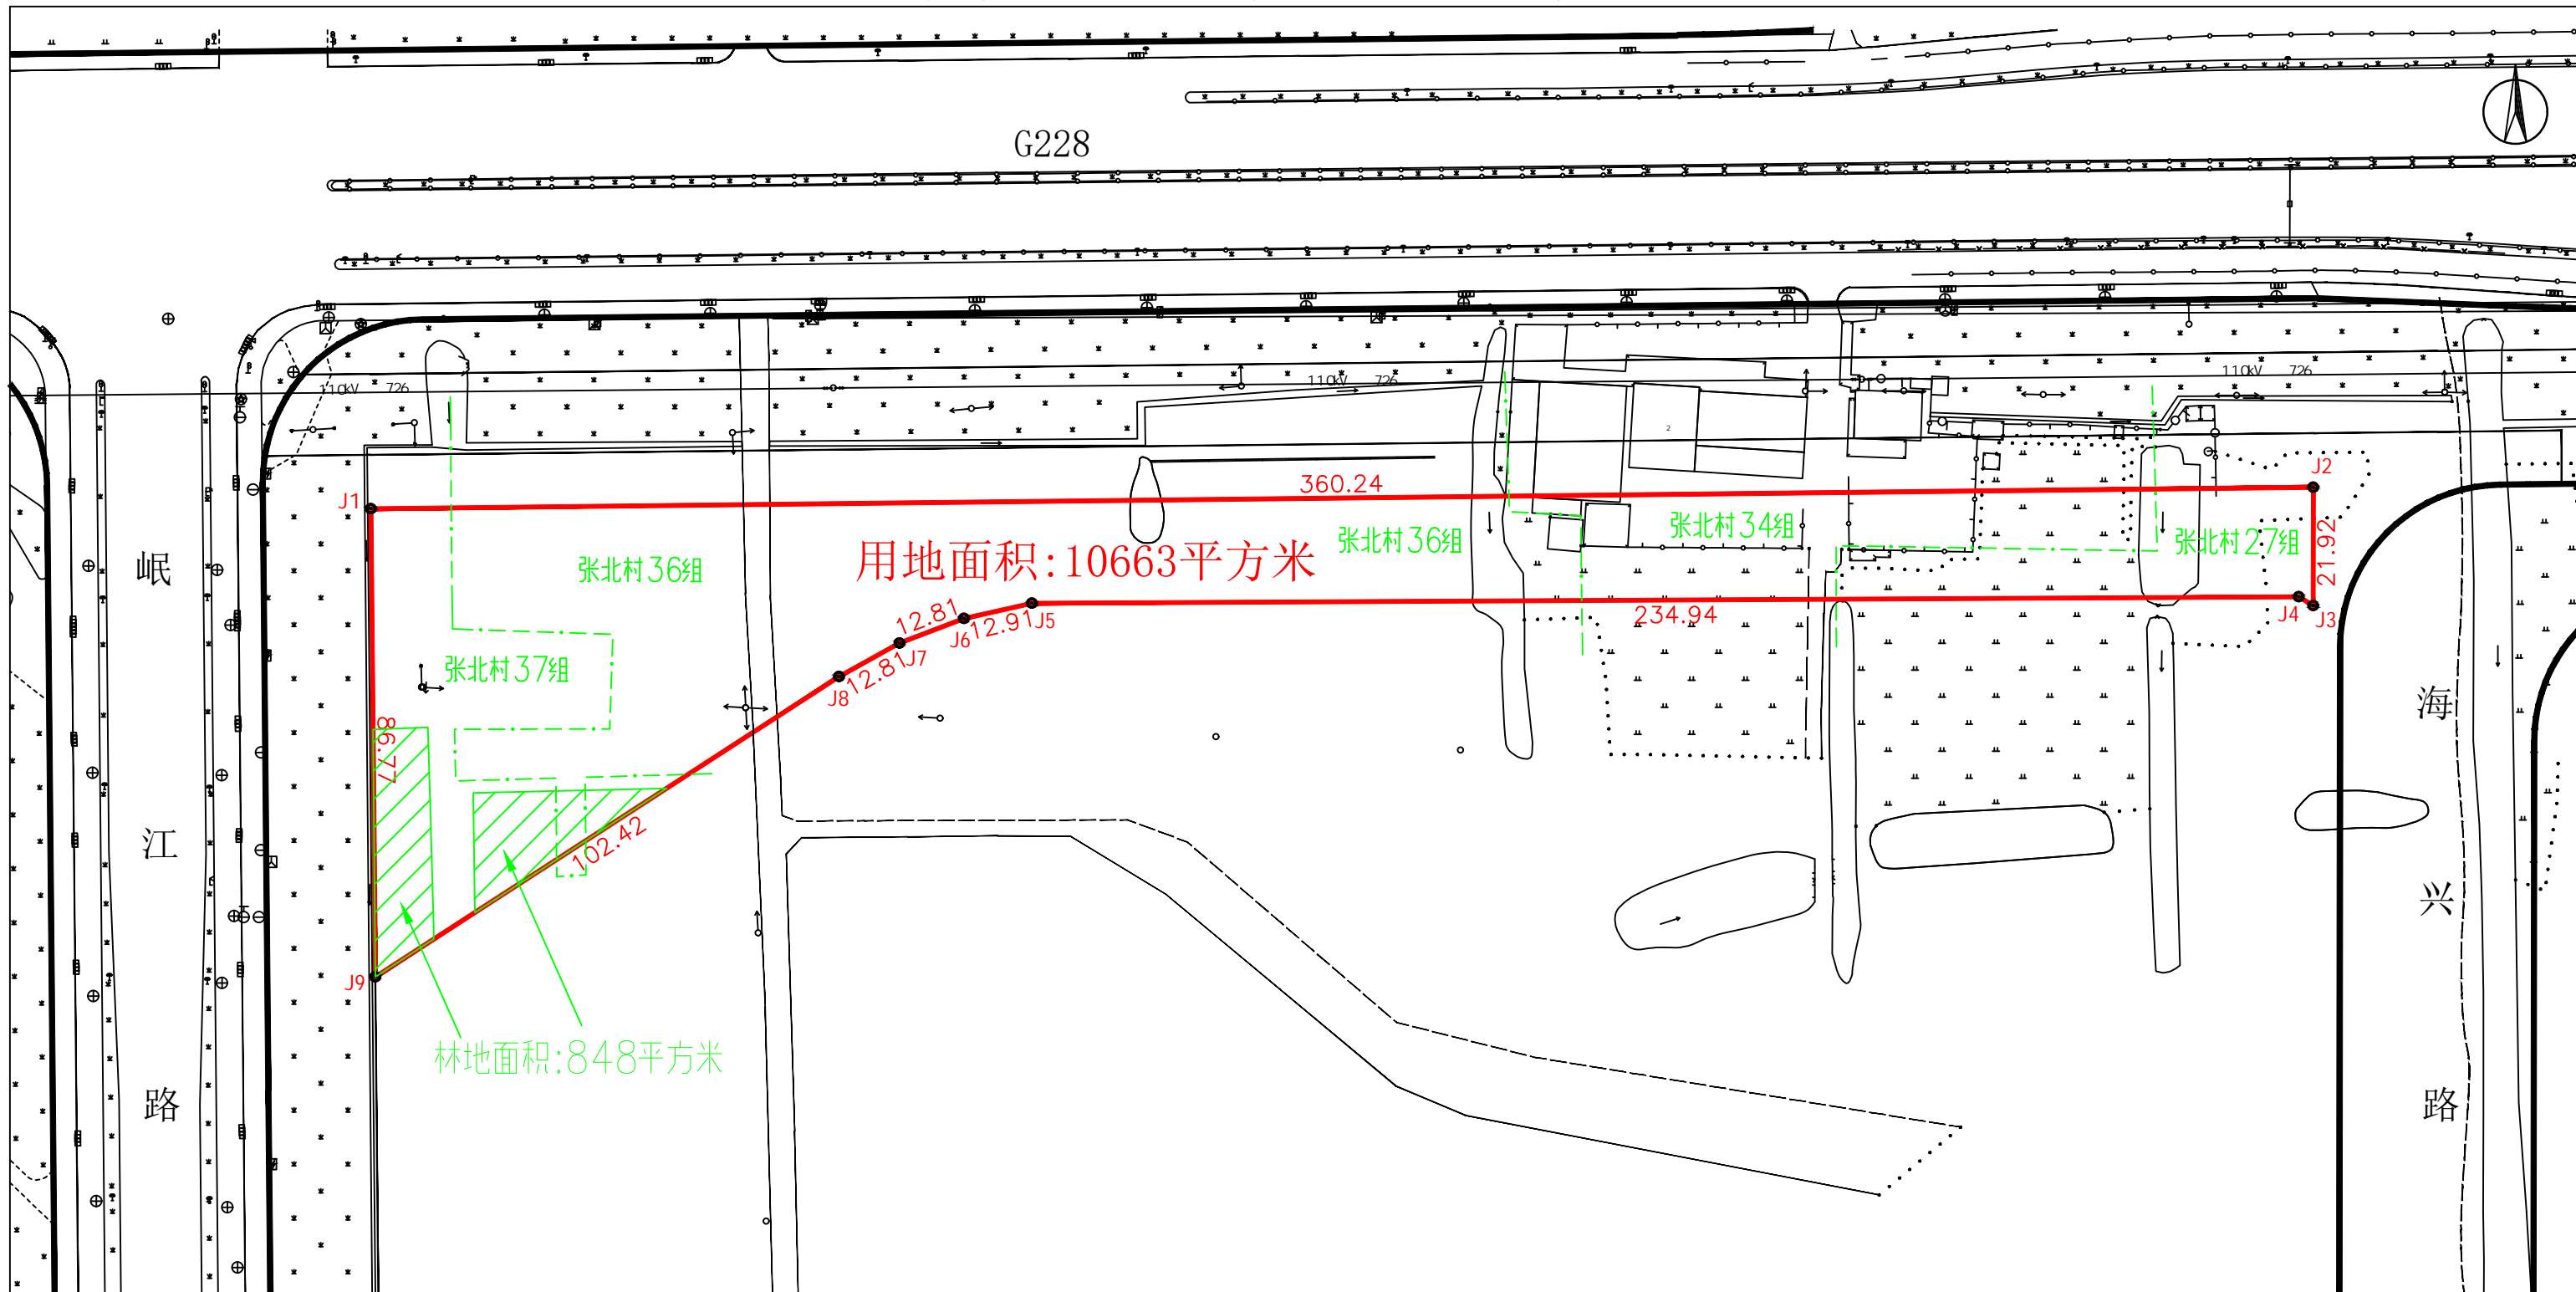 G228
110kV 726
110kV 726
110kV 726
2
J1
360.24
J2
张北村36组
用地面积:10663平方米
张北村36组
张北村34组
张北村27组
21.92
岷江路
12.81
J6
12.91
J5
234.94
J4
J3
张北村37组
J7
12.81
J8
86.77
海兴路
102.42
J9
林地面积:848平方米